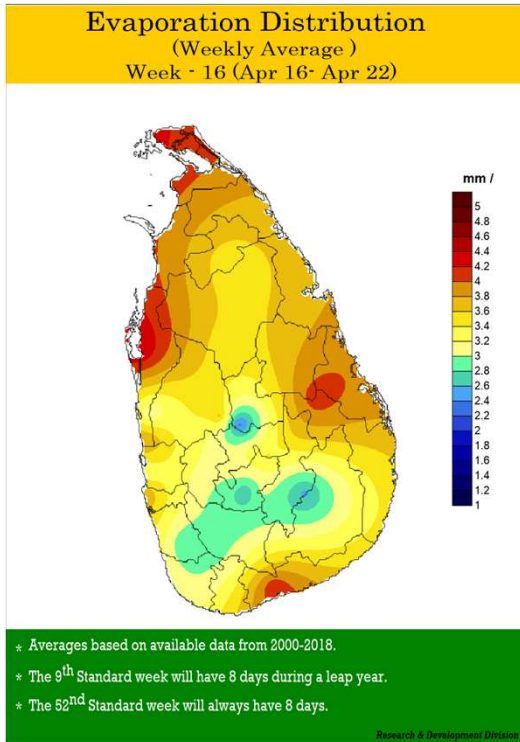 Evaporation Distribution
(Weekly Average )
Week - 16 (Apr 16- Apr 22)
mm /
5
4.8
4.6
4.4
4.2
4
3.8
3.6
3.4
3.2
3
2.8
2.6
2.4
2.2
2
1.8
1.6
1.4
1.2
1
* Averages based on available data from 2000-2018.
* The 9th Standard week will have 8 days during a leap year.
* The 52nd Standard week will always have 8 days.
Research & Development Division